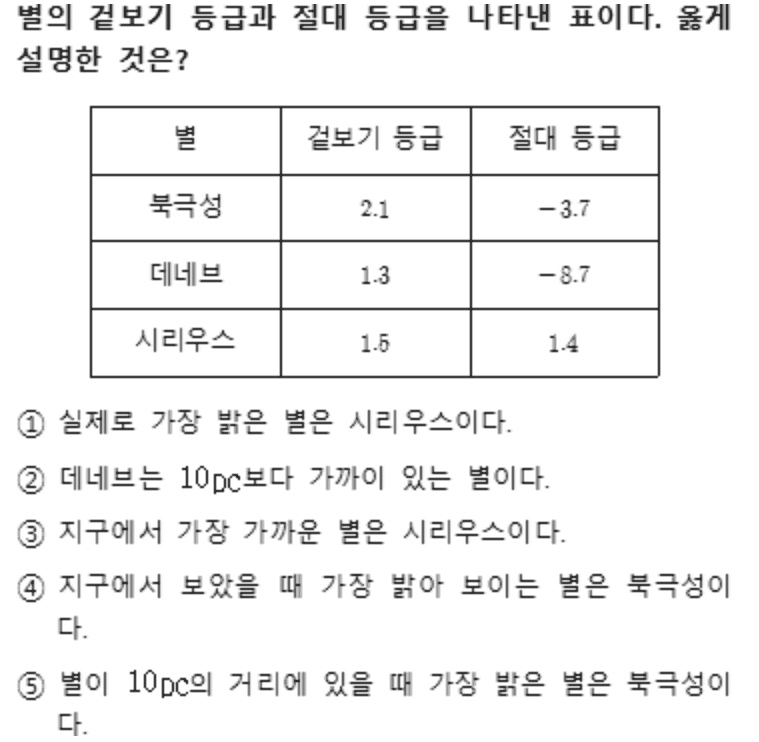 별의 겉보기 등급과 절대 등급을 나타낸 표이다. 옳게
설명한 것은?
별 겉보기 등급 절대 등급
북극성 2.1 -3.7
데네브 1.3 -8.7
시리우스 1.5 1.4
① 실제로 가장 밝은 별은 시리우스이다.
② 데네브는 10pc보다 가까이 있는 별이다.
③ 지구에서 가장 가까운 별은 시리우스이다.
④ 지구에서 보았을 때 가장 밝아 보이는 별은 북극성이
다.
⑤ 별이 10pc의 거리에 있을 때 가장 밝은 별은 북극성이
다.